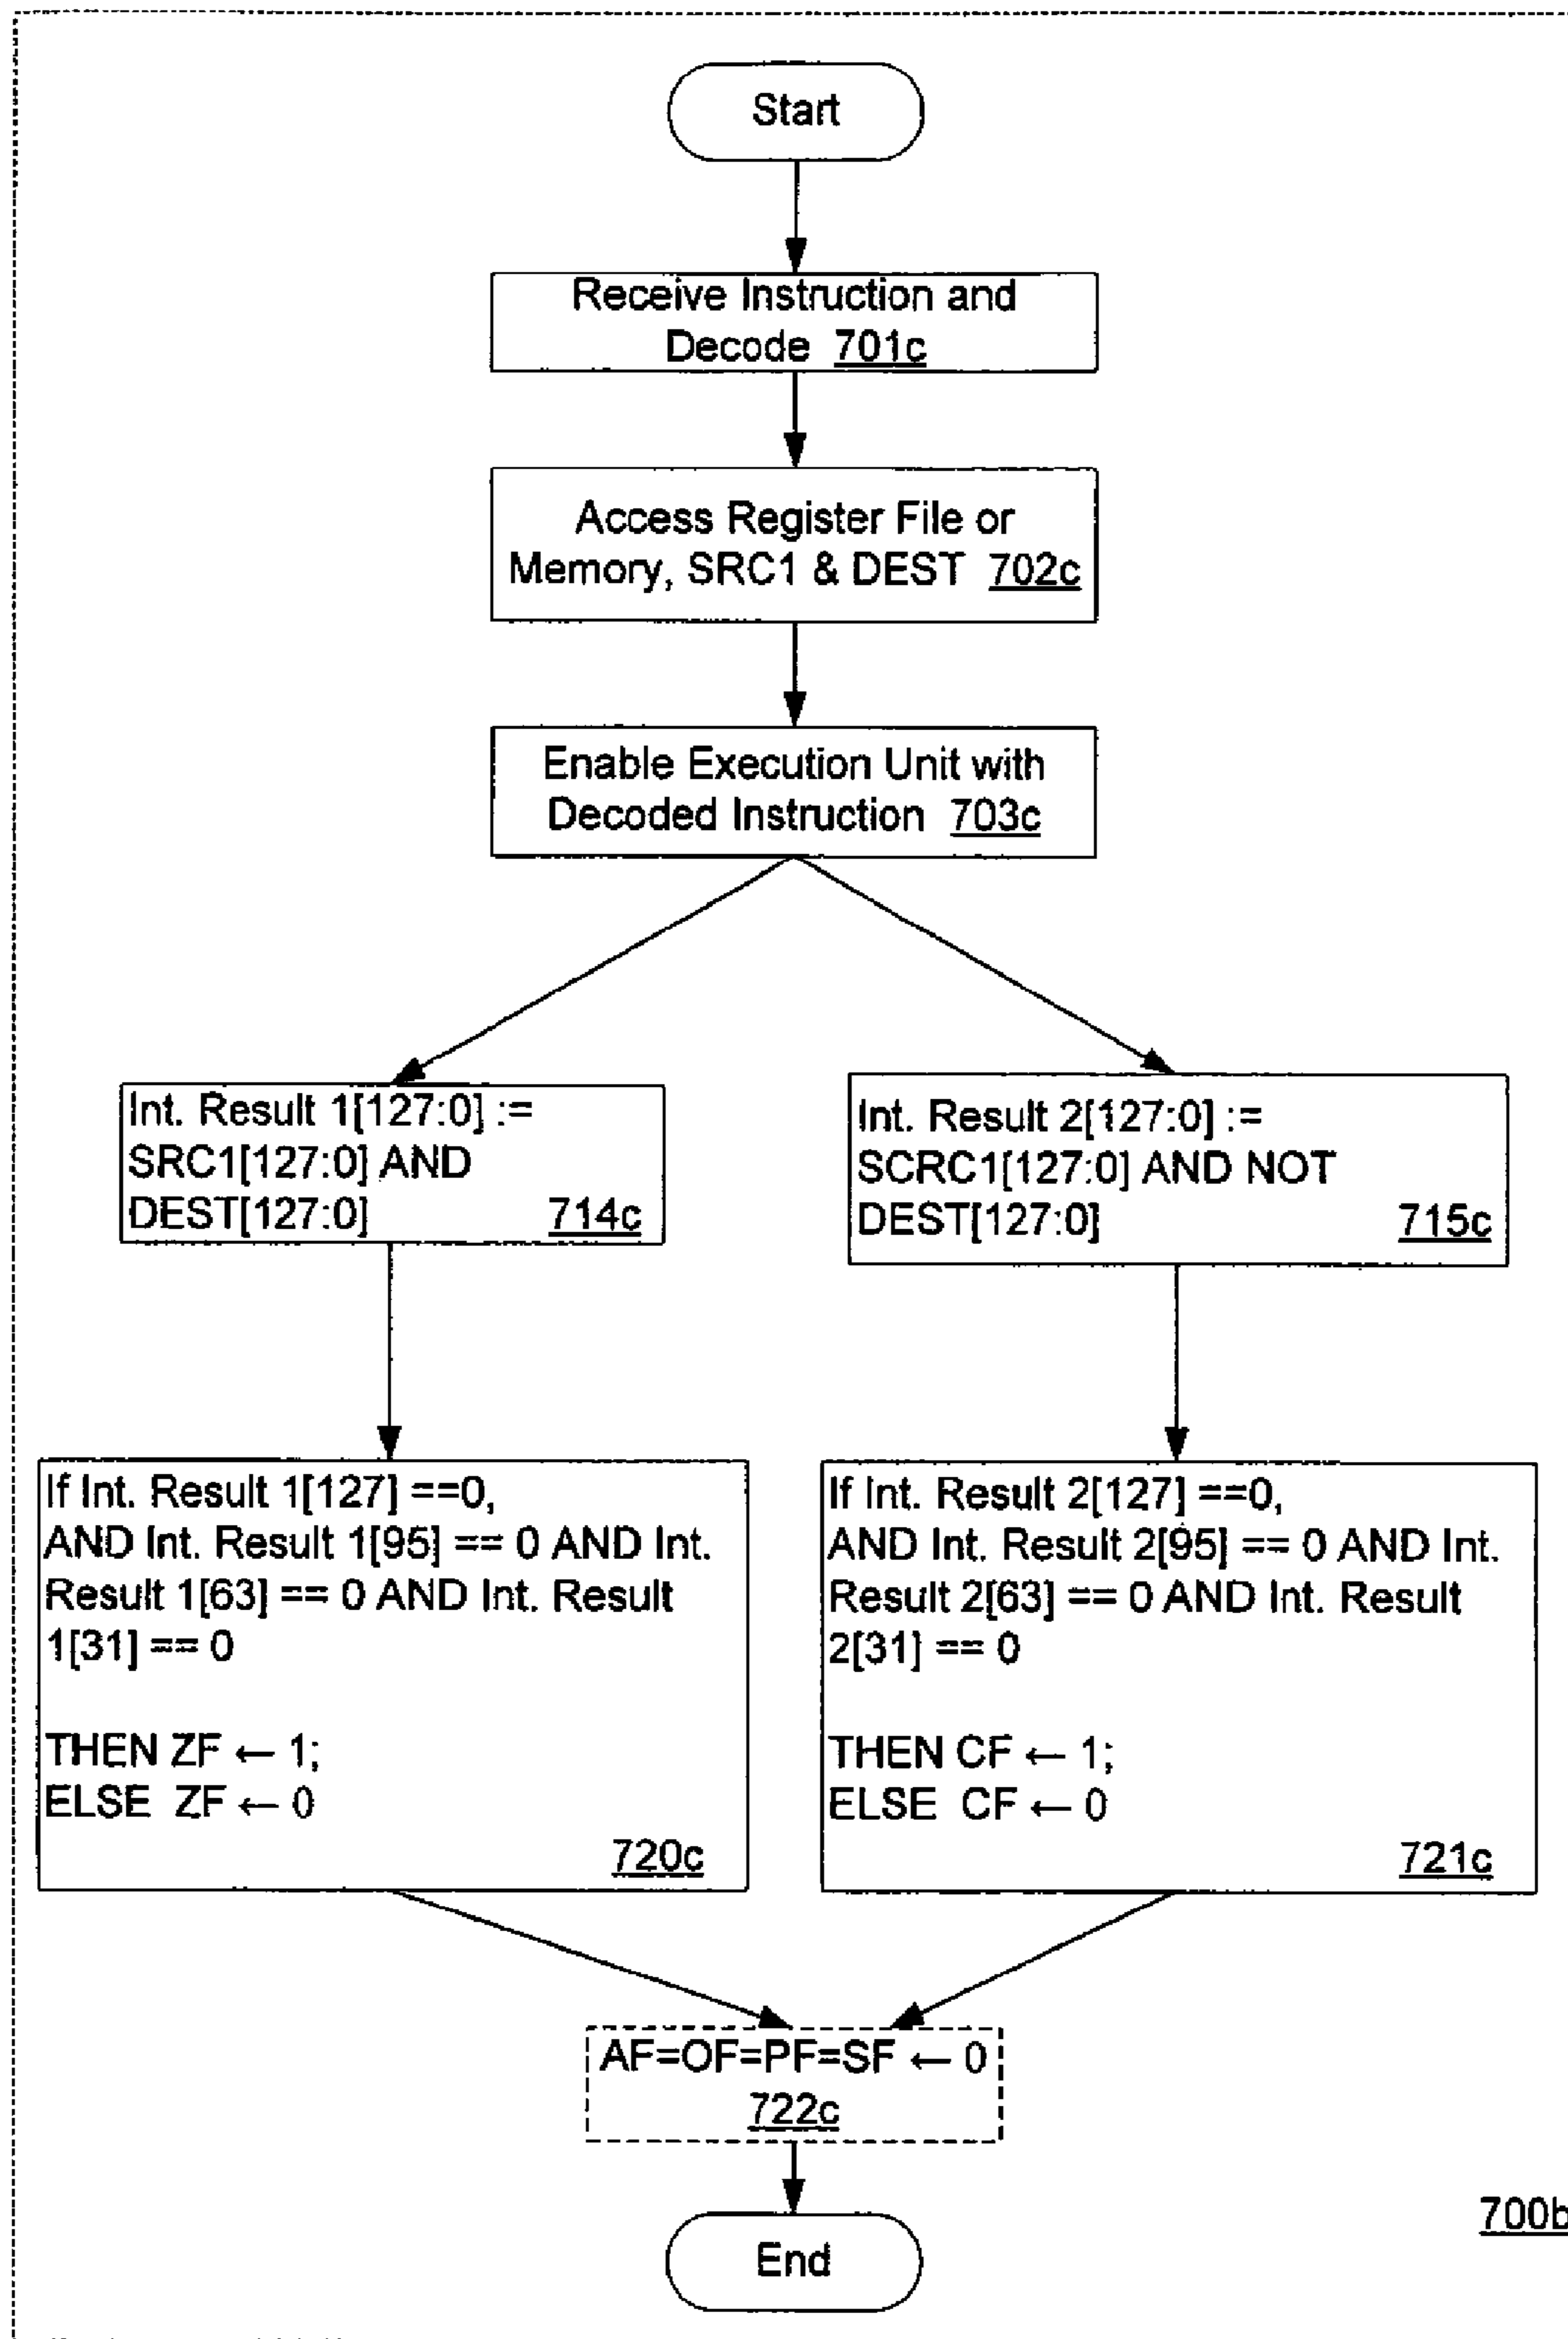 Start
Receive Instruction and
Decode 701c
Access Register File or
Memory, SRC1 & DEST 702c
Enable Execution Unit with
Decoded Instruction 703c
Int. Result 1[127:0] :=
SRC1[127:0] AND
DEST[127:0] 714c
Int. Result 2[127:0] :=
SCRC1[127:0] AND NOT
DEST[127:0] 715c
If Int. Result 1[127] ==0,
AND Int. Result 1[95] == 0 AND Int.
Result 1[63] == 0 AND Int. Result
1[31] == 0
THEN ZF ← 1;
ELSE ZF ← 0
720c
If Int. Result 2[127] ==0,
AND Int. Result 2[95] == 0 AND Int.
Result 2[63] == 0 AND Int. Result
2[31] == 0
THEN CF ← 1;
ELSE CF ← 0
721c
AF=OF=PF=SF ← 0
722c
700b
End